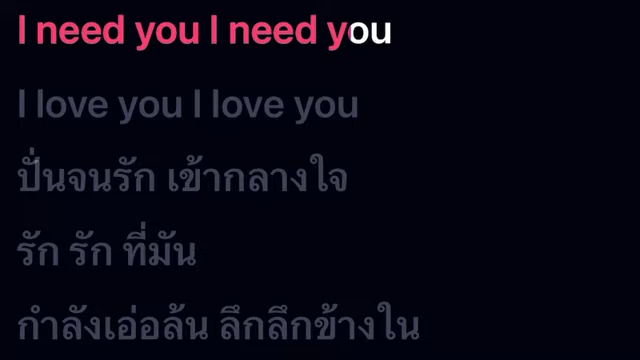 I need you I need you
I love you I love you
ปั่นจนรัก เข้ากลางใจ
รัก รัก ที่มัน
กำลังเอ่อล้น ลึกลึกข้างใน